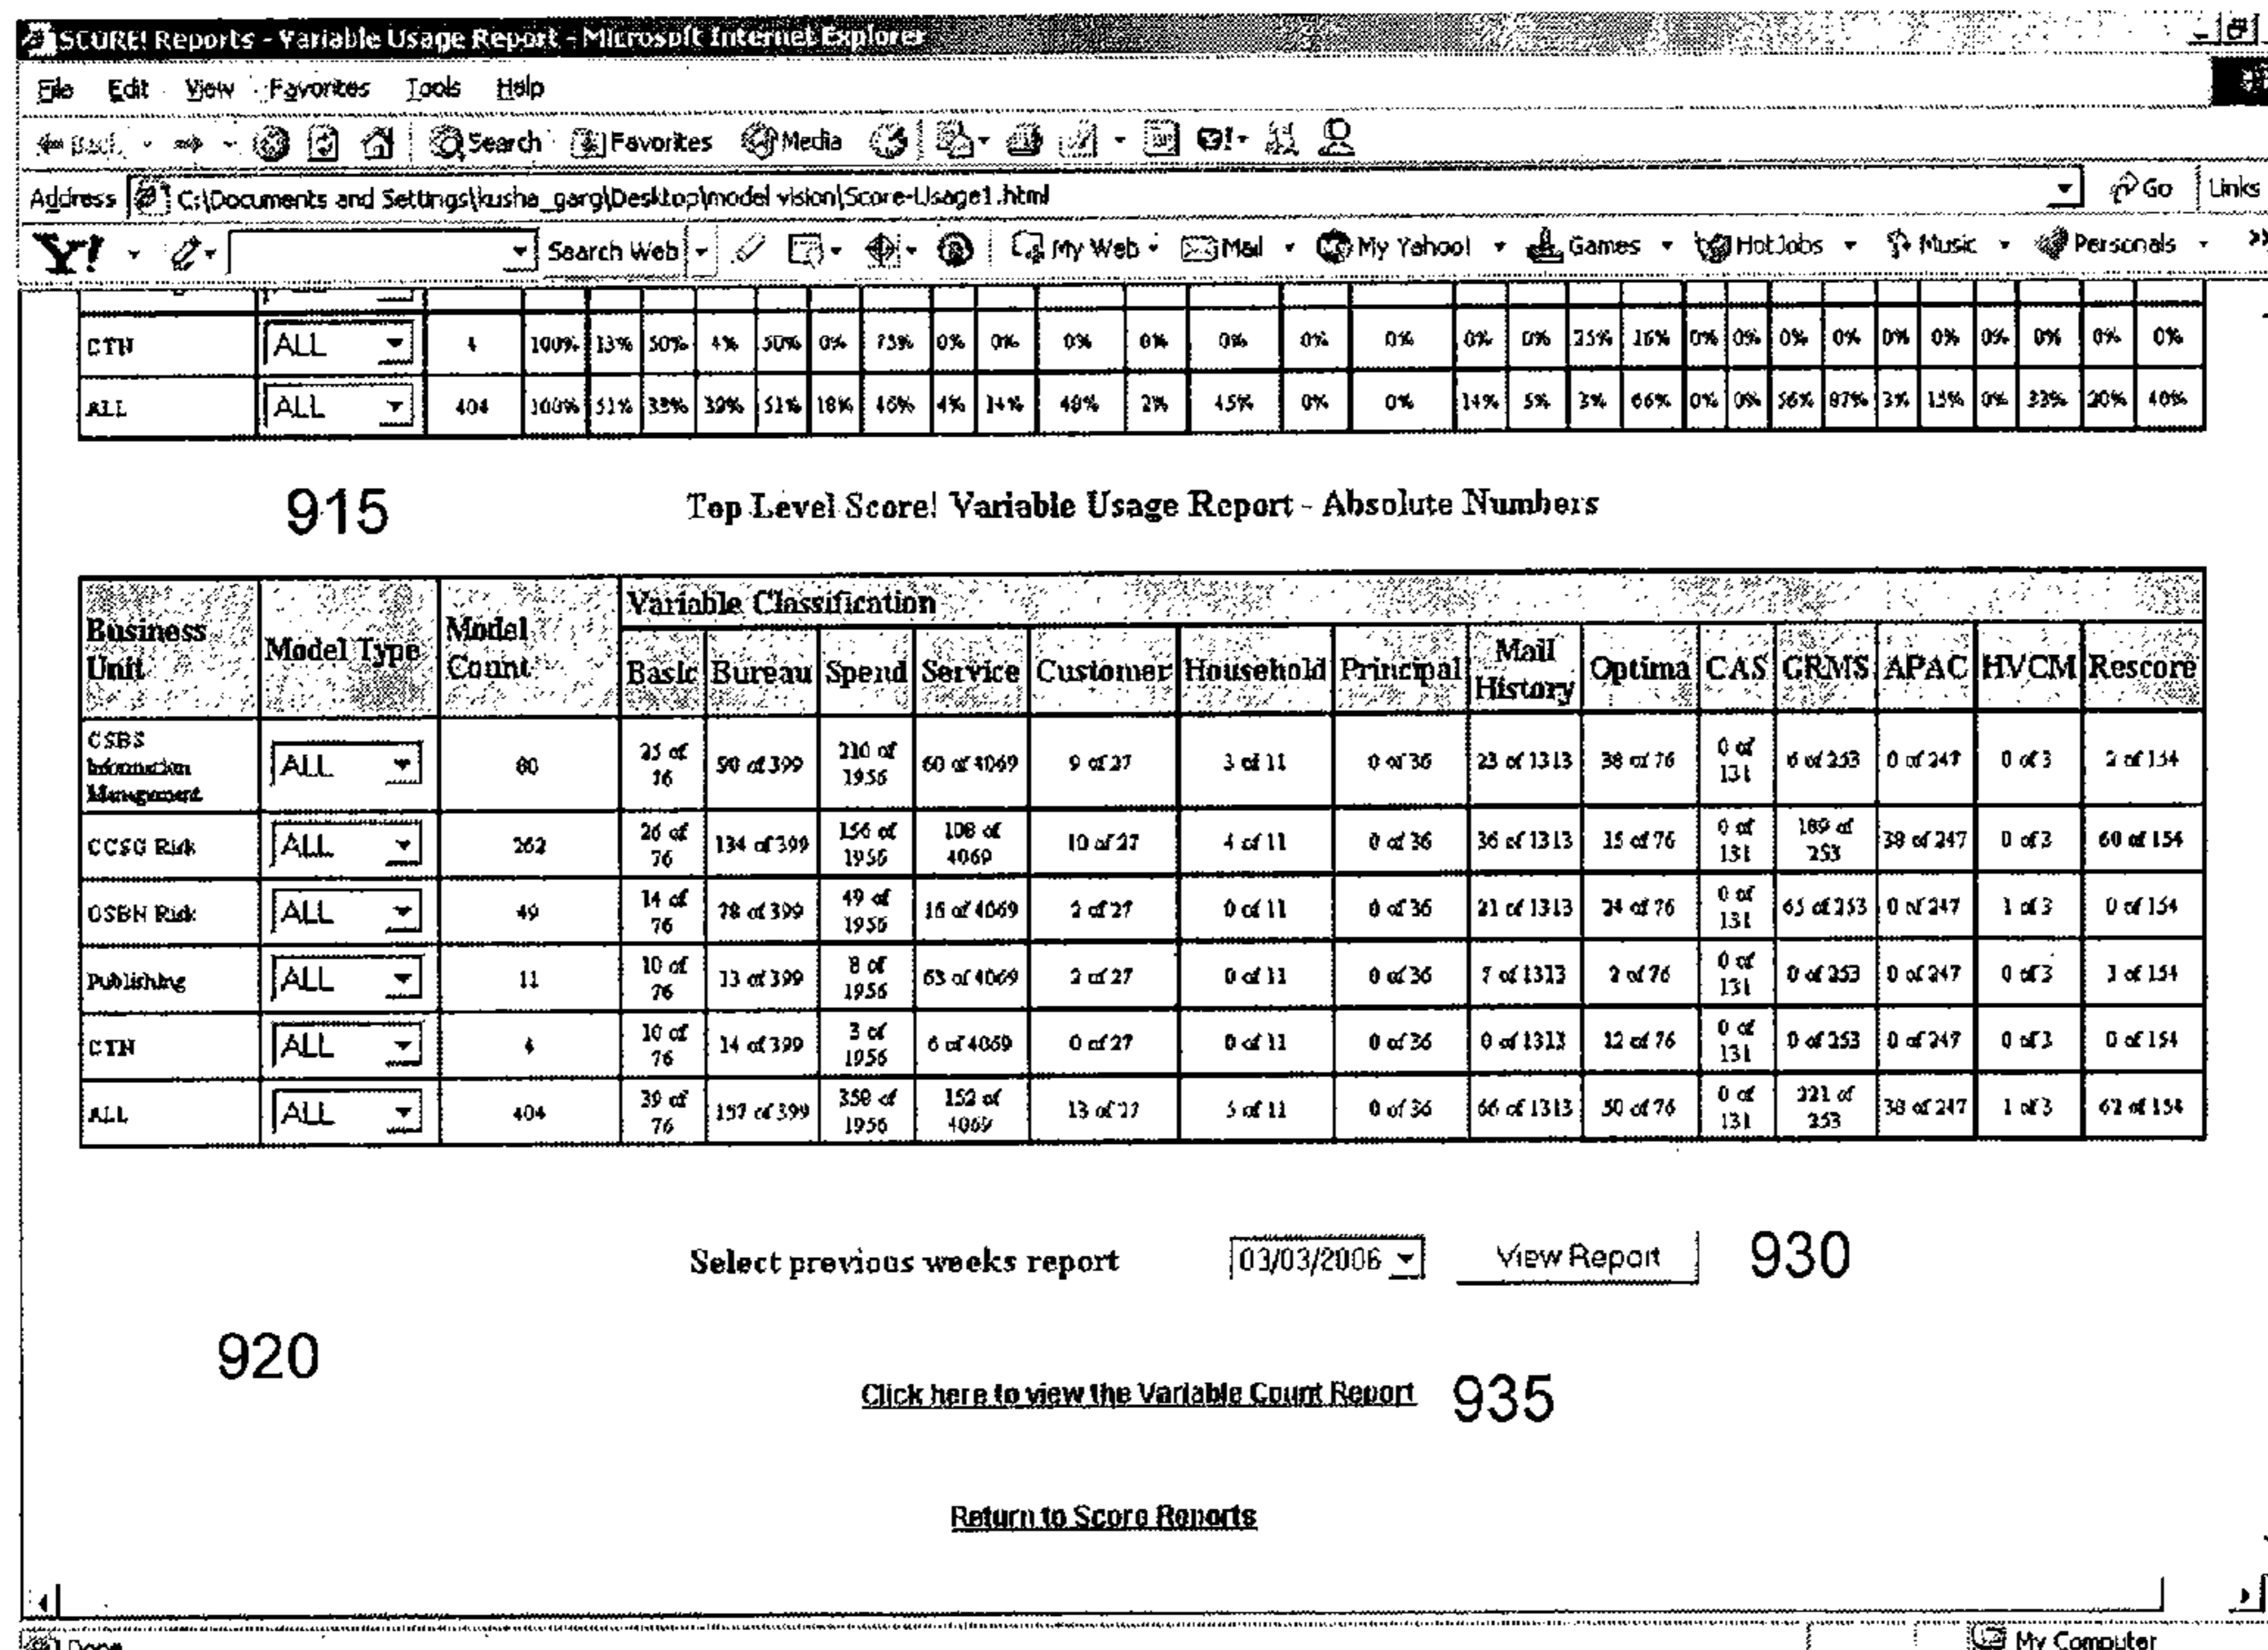 SCORE! Reports - Variable Usage Report - Microsoft Internet Explorer
File Edit View Favorites Tools Help
Back Search Favorites Media
Address C:\Documents and Settings\kusha_garg\Desktop\model vision\Score-Usage1.html Go Links
Y! Search Web My Web Mail My Yahoo! Games HotJobs Music Personals »
CTN ALL 4 100% 13% 50% 4% 50% 0% 75% 0% 0% 0% 0% 0% 0% 0% 0% 0% 25% 16% 0% 0% 0% 0% 0% 0% 0% 0% 0% 0%
ALL ALL 404 100% 51% 33% 39% 51% 18% 46% 4% 14% 48% 2% 45% 0% 0% 14% 5% 3% 66% 0% 0% 56% 87% 3% 15% 0% 33% 20% 40%
915 Top Level Score! Variable Usage Report - Absolute Numbers
Business Unit Model Type Model Count Variable Classification
Basic Bureau Spend Service Customer Household Principal Mail History Optima CAS GRMS APAC HVCM Rescore
CSBS Information Management ALL 80 25 of 76 90 of 399 210 of 1956 60 of 4069 9 of 27 3 of 11 0 of 36 23 of 1313 38 of 76 0 of 131 6 of 253 0 of 247 0 of 3 2 of 154
CCSG Risk ALL 262 26 of 76 134 of 399 156 of 1956 108 of 4069 10 of 27 4 of 11 0 of 36 36 of 1313 15 of 76 0 of 131 189 of 253 38 of 247 0 of 3 60 of 154
OSBN Risk ALL 49 14 of 76 78 of 399 49 of 1956 16 of 4069 2 of 27 0 of 11 0 of 36 21 of 1313 24 of 76 0 of 131 65 of 253 0 of 247 1 of 3 0 of 154
Publishing ALL 11 10 of 76 13 of 399 8 of 1956 63 of 4069 2 of 27 0 of 11 0 of 36 7 of 1313 2 of 76 0 of 131 0 of 253 0 of 247 0 of 3 of 154
CTN ALL 4 10 of 76 14 of 399 3 of 1956 6 of 4069 0 of 27 0 of 11 0 of 36 0 of 1313 12 of 76 0 of 131 0 of 253 0 of 247 0 of 3 0 of 154
ALL ALL 404 39 of 76 157 of 399 of 1956 152 of 4069 13 of 27 5 of 11 0 of 36 66 of 1313 50 of 76 0 of 131 221 of 253 38 of 247 1 of 3 62 of 154
Select previous weeks report 03/03/2006 View Report 930
920
Click here to view the Variable Count Report 935
Return to Score Reports
Done My Computer